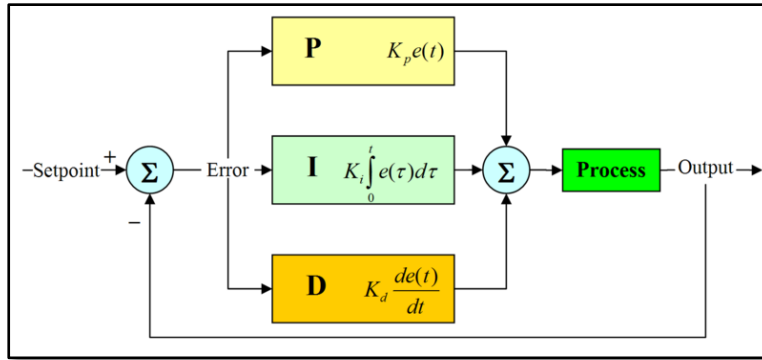 P K_p e(t)
−Setpoint + Σ Error I K_i ∫_0^t e(τ)dτ Σ Process Output
−
D K_d de(t)/dt